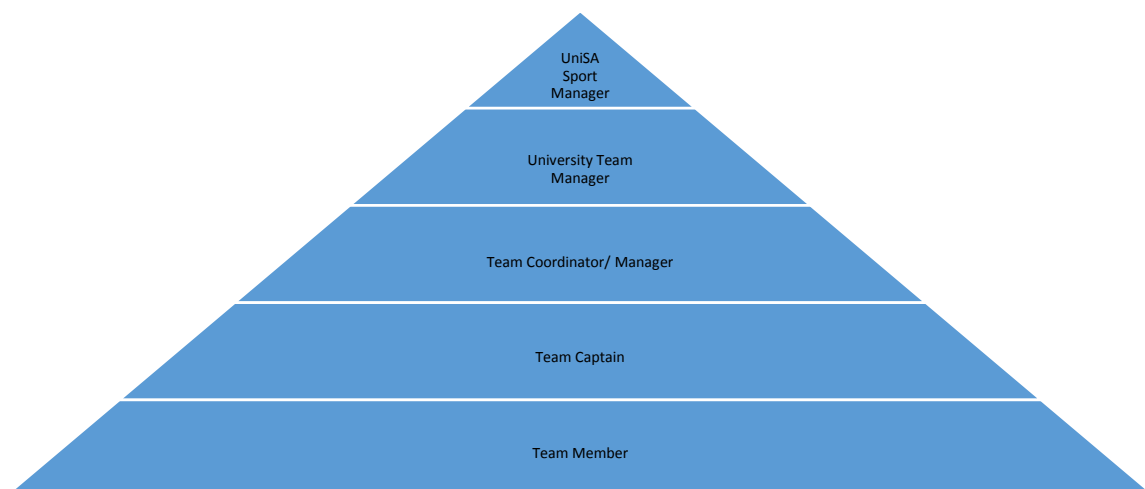 UniSA
Sport
Manager
University Team
Manager
Team Coordinator/ Manager
Team Captain
Team Member